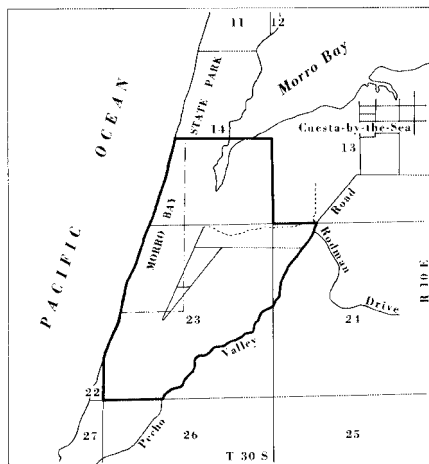 11
12
OCEAN
STATE PARK
Morro Bay
14
Cuesta-by-the-Sea
13
PACIFIC
MORRO BAY
Road
Rodman
Drive
R 10 E
23
24
Valley
22
27
Pecho
26
25
T 30 S